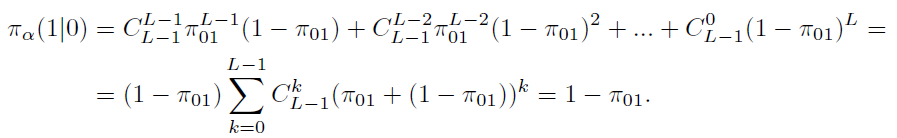 π_α(1|0) = C_{L−1}^{L−1} π_{01}^{L−1} (1 − π_{01}) + C_{L−1}^{L−2} π_{01}^{L−2} (1 − π_{01})^2 + ... + C_{L−1}^{0} (1 − π_{01})^L =
= (1 − π_{01}) ∑_{k=0}^{L−1} C_{L−1}^{k} (π_{01} + (1 − π_{01}))^k = 1 − π_{01}.